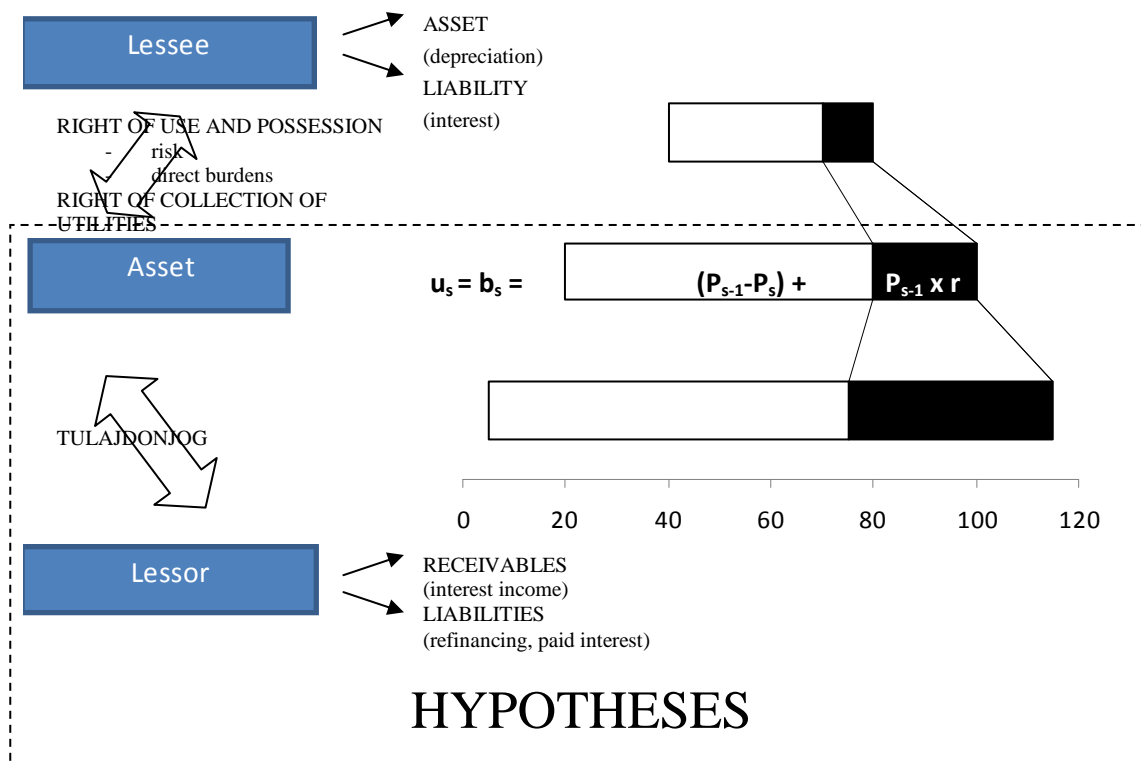 Lessee
ASSET
(depreciation)
LIABILITY
(interest)
RIGHT OF USE AND POSSESSION
- risk
- direct burdens
RIGHT OF COLLECTION OF
UTILITIES
Asset
uₛ = bₛ = (Pₛ₋₁-Pₛ) + Pₛ₋₁ x r
TULAJDONJOG
0 20 40 60 80 100 120
Lessor
RECEIVABLES
(interest income)
LIABILITIES
(refinancing, paid interest)
HYPOTHESES